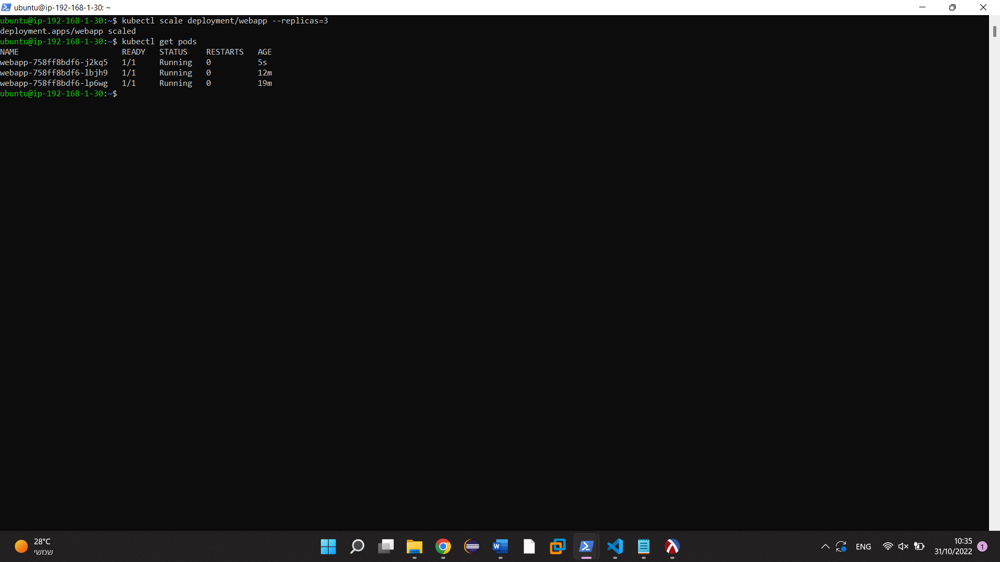 ubuntu@ip-192-168-1-30: ~
ubuntu@ip-192-168-1-30:~$ kubectl scale deployment/webapp --replicas=3
deployment.apps/webapp scaled
ubuntu@ip-192-168-1-30:~$ kubectl get pods
NAME                      READY   STATUS    RESTARTS   AGE
webapp-758ff8bdf6-j2kq5   1/1     Running   0          5s
webapp-758ff8bdf6-lbjh9   1/1     Running   0          12m
webapp-758ff8bdf6-lp6wg   1/1     Running   0          19m
ubuntu@ip-192-168-1-30:~$
28°C
שמשי
W
ENG
10:35
31/10/2022
1